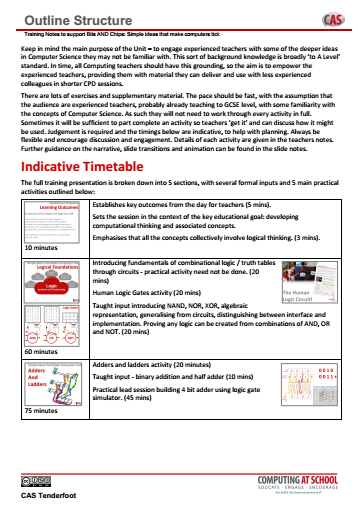 Outline Structure
CAS
Training Notes to support Bits AND Chips: Simple ideas that make computers tick
Keep in mind the main purpose of the Unit – to engage experienced teachers with some of the deeper
ideas in Computer Science they may not be familiar with. This sort of background knowledge is broadly 'to A Level'
standard. In time, all Computing teachers should have this grounding, so the aim is to empower the
experienced teachers, providing them with material they can deliver and use with less experienced
colleagues in shorter CPD sessions.
There are lots of exercises and supplementary material. The pace should be fast, with the assumption that
the audience are experienced teachers, probably already teaching to GCSE level, with some familiarity with
the concepts of Computer Science. As such they will not need to work through every activity in full.
Sometimes it will be sufficient to part complete an activity so teachers 'get it' and can discuss how it might
be used. Judgement is required and the timings below are indicative, to help with planning. Always be
flexible and encourage discussion and engagement. Details of each activity are given in the teachers notes.
Further guidance on the narrative, slide transitions and animation can be found in the slide notes.
Indicative Timetable
The full training presentation is broken down into 5 sections, with several formal inputs and 5 main practical
activities outlined below:
Learning Outcomes
10 minutes
Establishes key outcomes from the day for teachers (5 mins).
Sets the session in the context of the key educational goal: developing
computational thinking and associated concepts.
Emphasises that all the concepts collectively involve logical thinking. (3 mins).
Logical Foundations
Logic
Logic Gates
60 minutes
Introducing fundamentals of combinational logic / truth tables
through circuits - practical activity need not be done. (20
mins)
Human Logic Gates activity (20 mins)
Taught input introducing NAND, NOR, XOR, algebraic
representation, generalising from circuits, distinguishing between interface and
implementation. Proving any logic can be created from combinations of AND, OR
and NOT. (20 mins)
The Human
Logic Circuit!
Adders
And
Ladders
75 minutes
Adders and ladders activity (20 minutes)
Taught input - binary addition and half adder (10 mins)
Practical lead session building 4 bit adder using logic gate
simulator. (45 mins)
0 0 1 0
0 0 1 1 +
CAS Tenderfoot
COMPUTING AT SCHOOL
EDUCATE · ENGAGE · ENCOURAGE